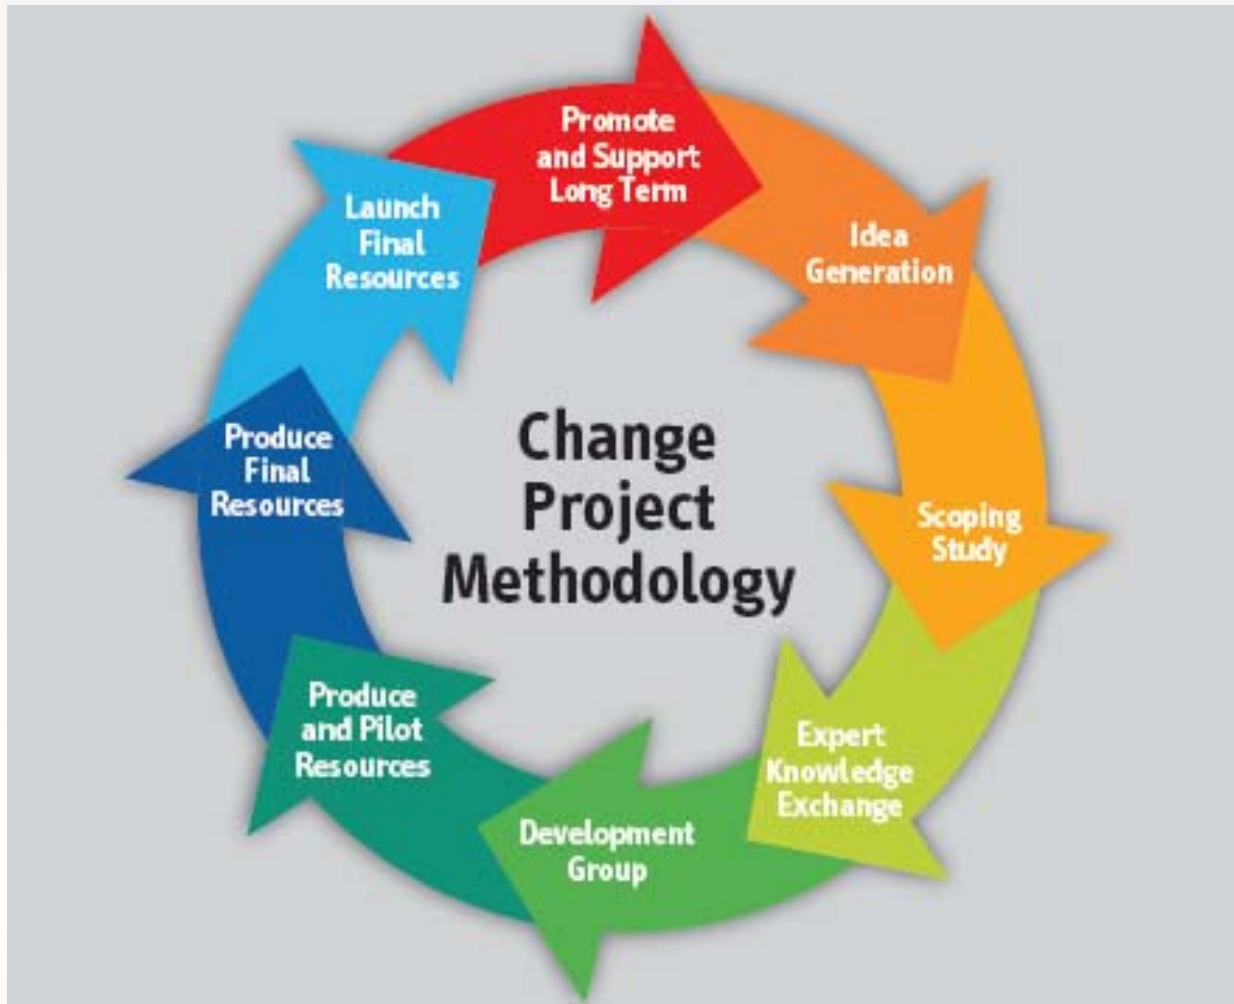 Promote
and Support
Long Term
Idea
Generation
Scoping
Study
Expert
Knowledge
Exchange
Development
Group
Produce
and Pilot
Resources
Produce
Final
Resources
Launch
Final
Resources
Change
Project
Methodology